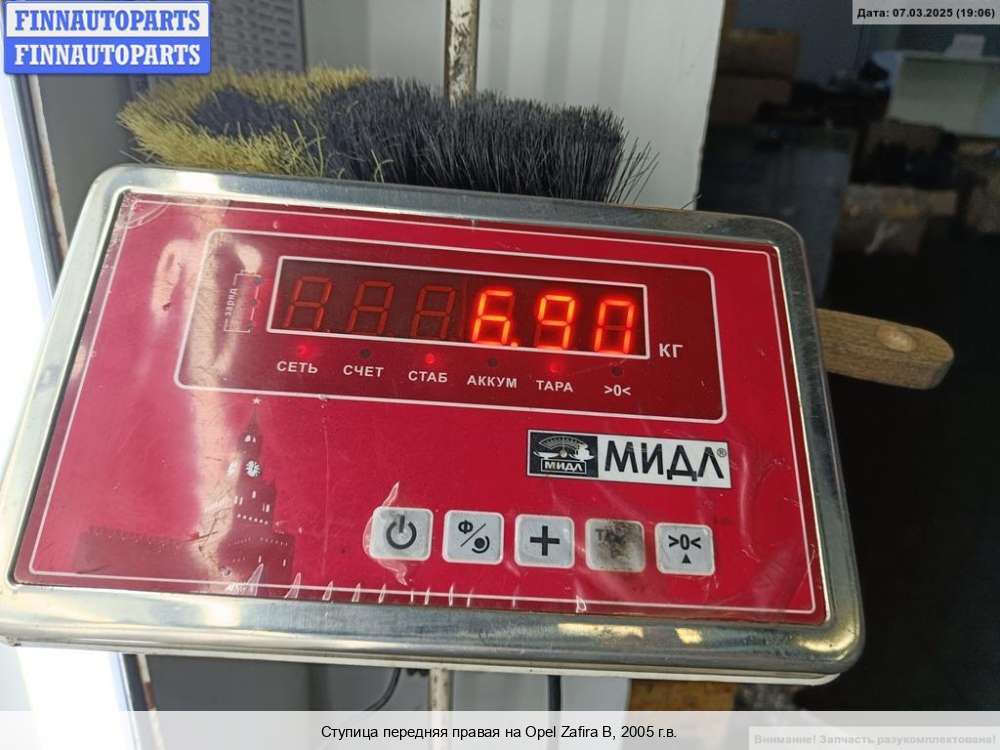 FINNAUTOPARTS
FINNAUTOPARTS
Дата: 07.03.2025 (19:06)
заряд
6.90
КГ
СЕТЬ СЧЕТ СТАБ АККУМ ТАРА >0<
МИДЛ
МИДЛ®
Ф
>0<
Ступица передняя правая на Opel Zafira B, 2005 г.в.
Внимание! Запчасть разукомплектована!